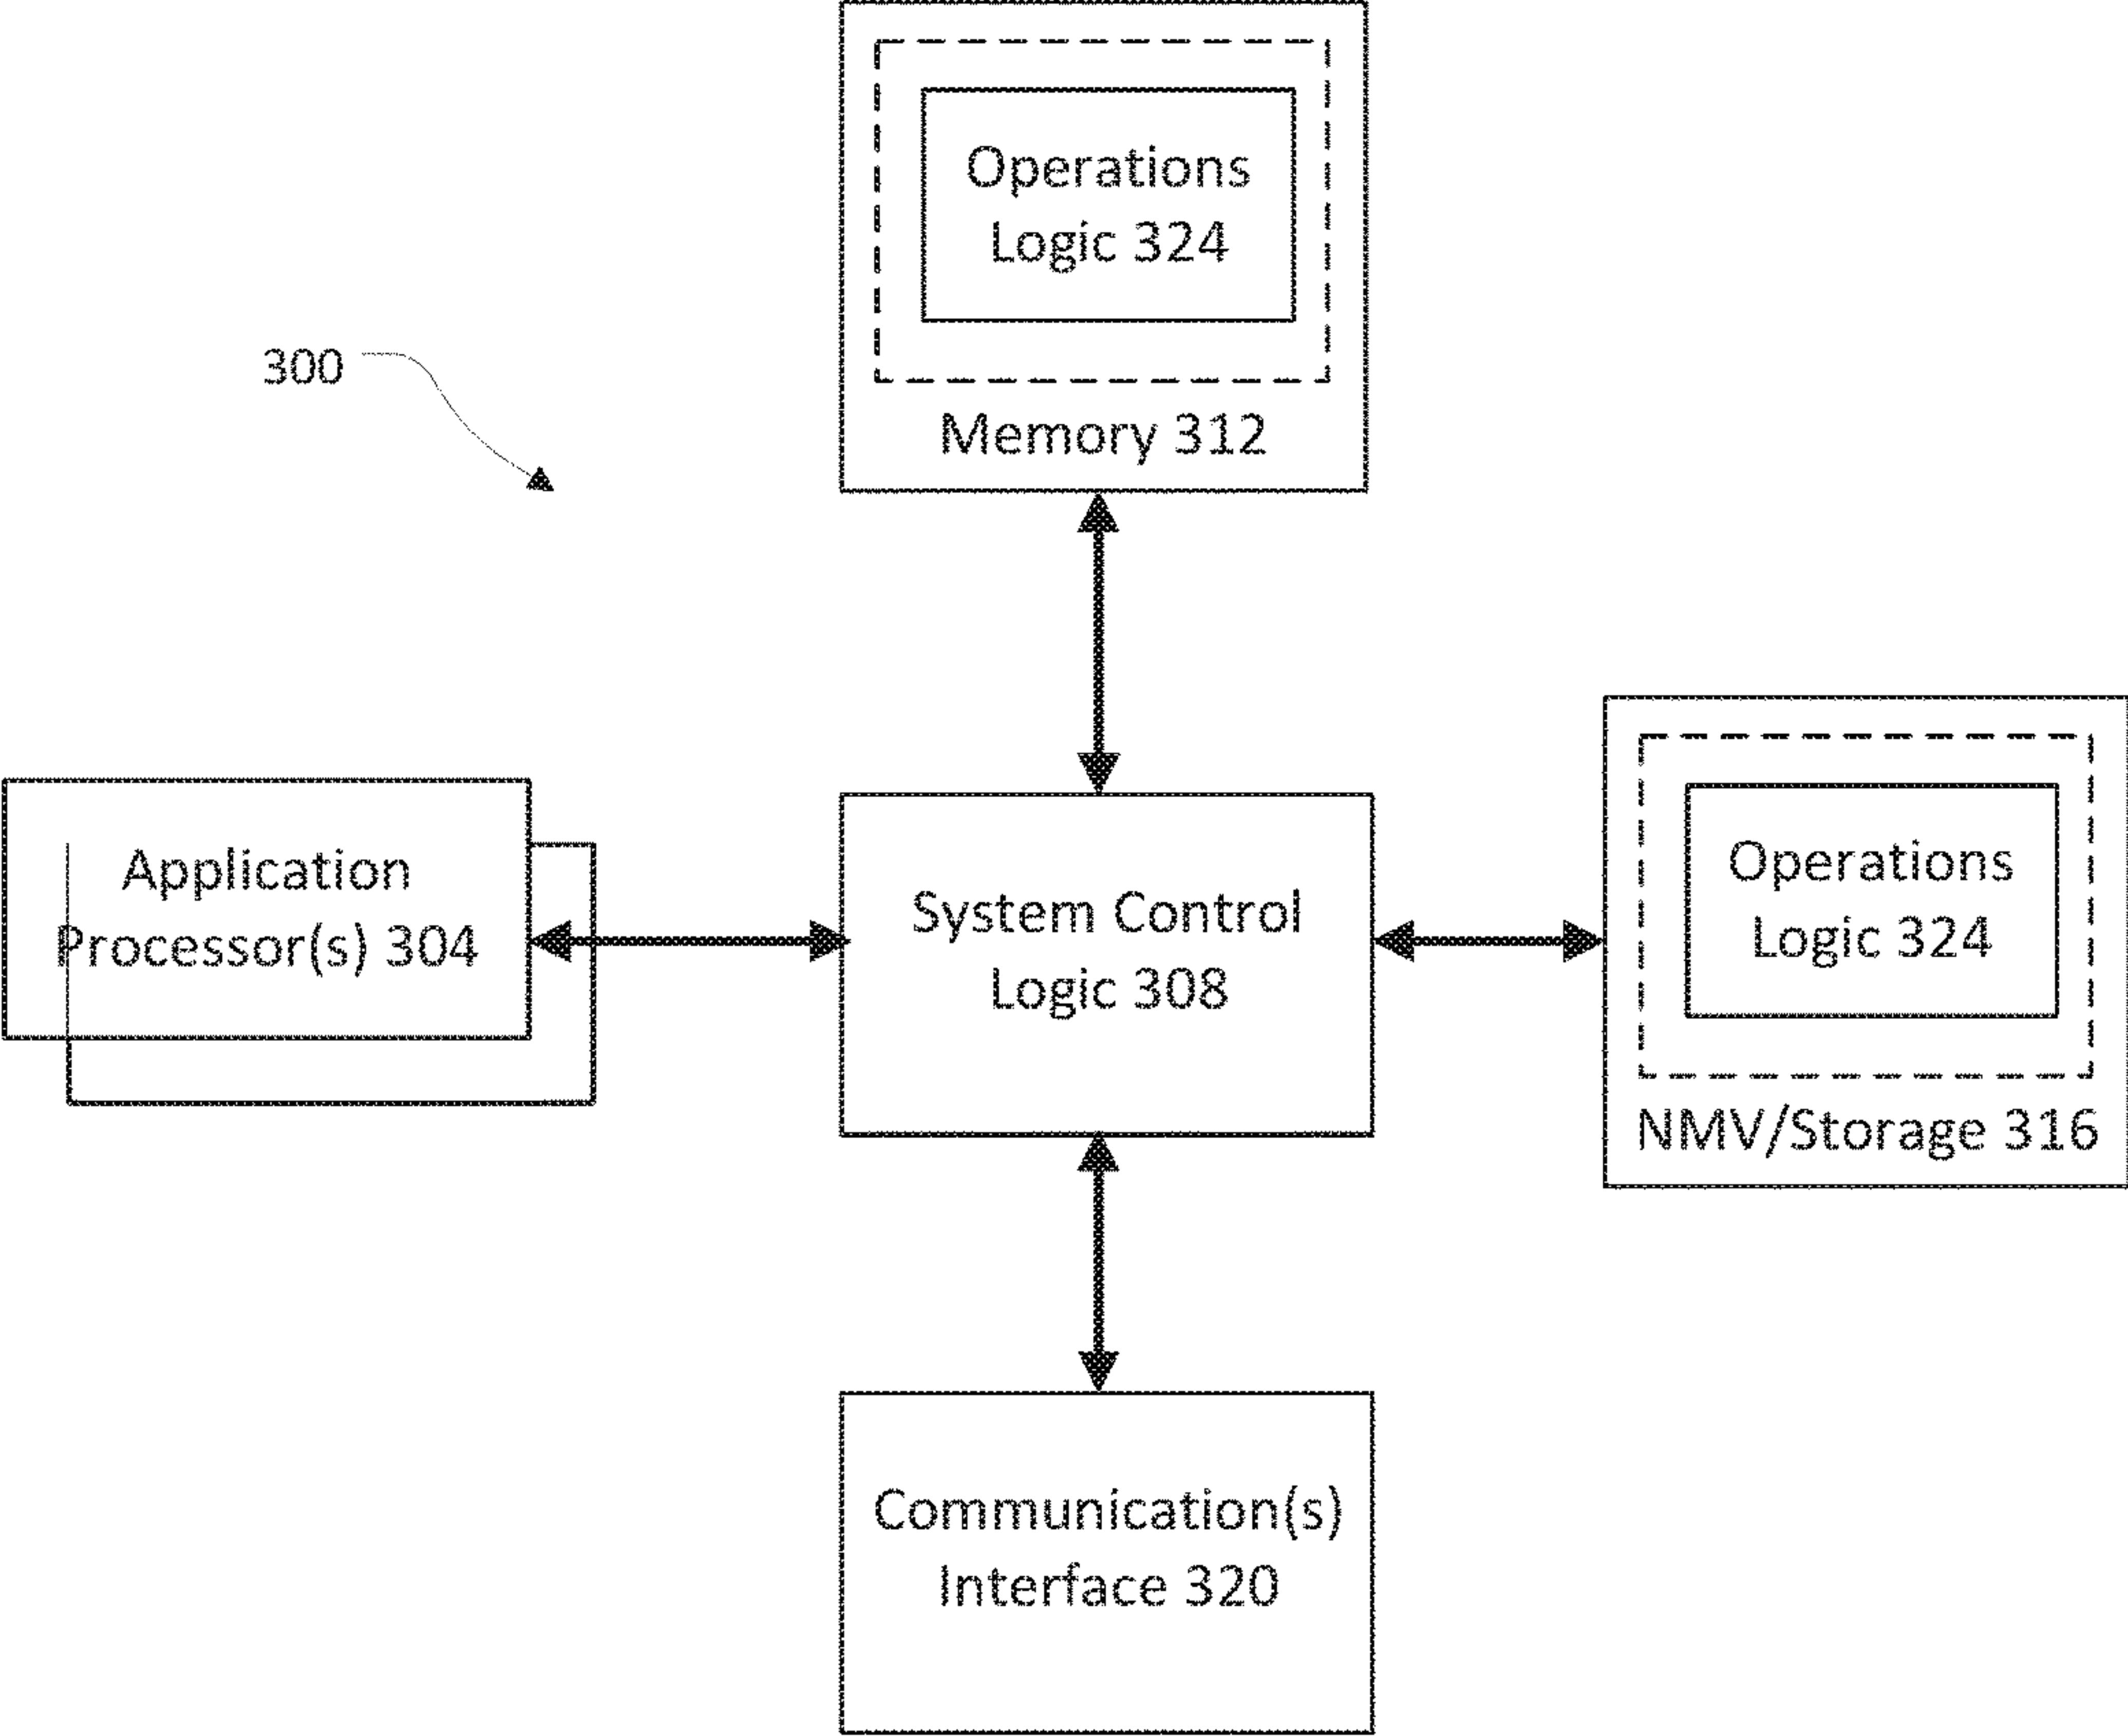 Operations
Logic 324
Memory 312
300
Application
Processor(s) 304
System Control
Logic 308
Operations
Logic 324
NMV/Storage 316
Communication(s)
Interface 320